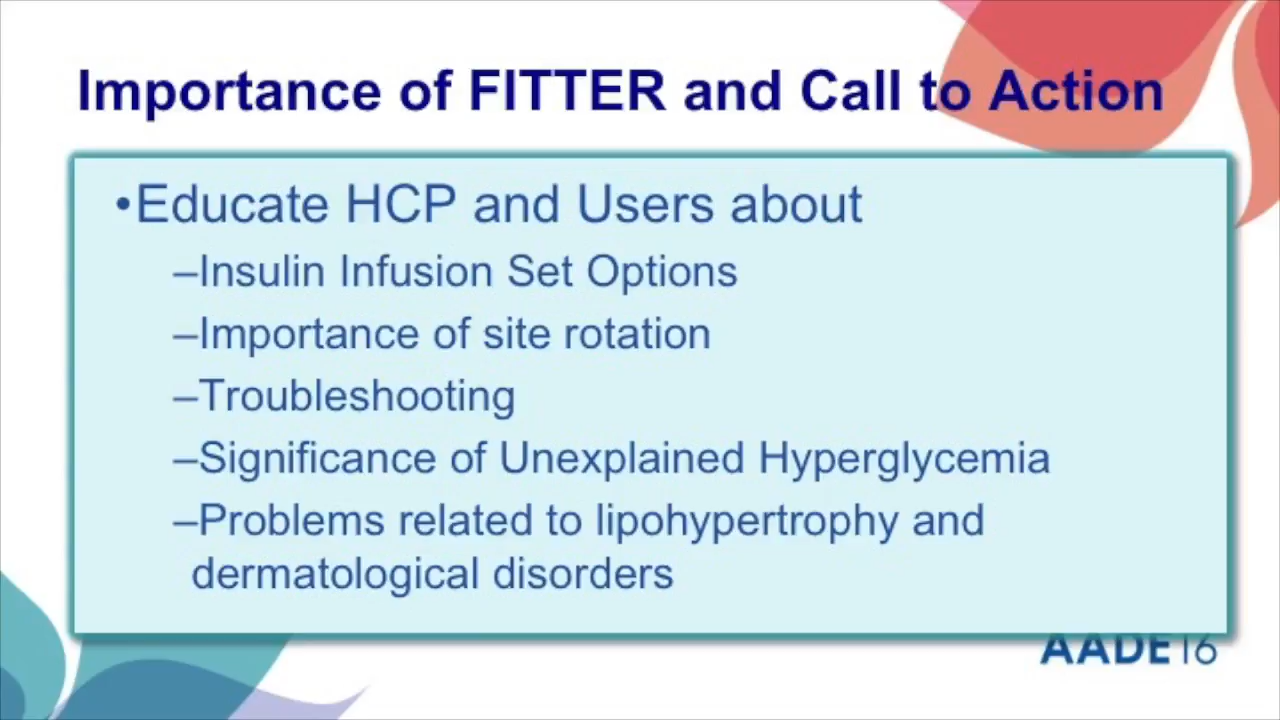 Importance of FITTER and Call to Action
•Educate HCP and Users about
–Insulin Infusion Set Options
–Importance of site rotation
–Troubleshooting
–Significance of Unexplained Hyperglycemia
–Problems related to lipohypertrophy and
dermatological disorders
AADE16